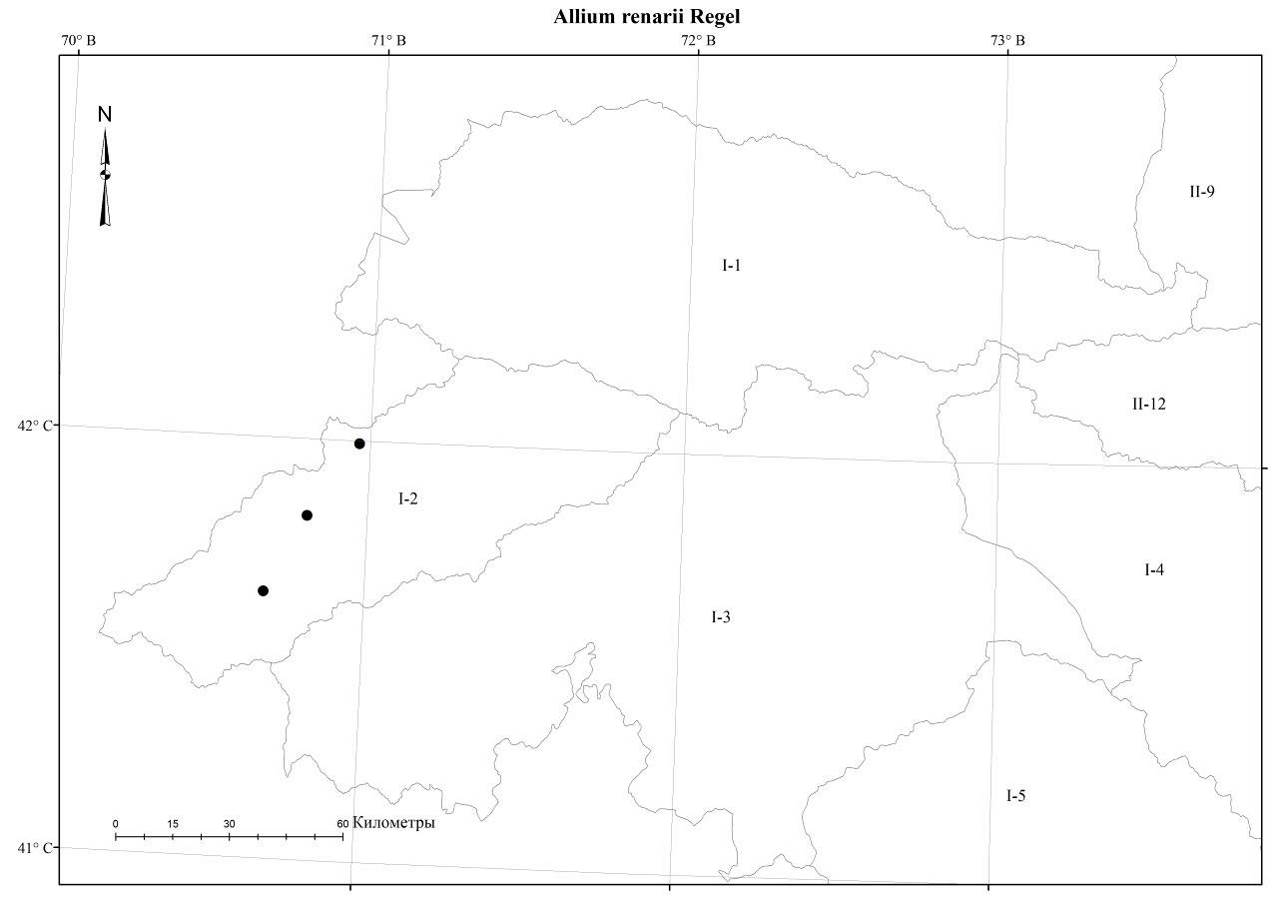 Allium renarii Regel
70° В 71° В 72° В 73° В
N
II-9
I-1
II-12
42° С
I-2
I-4
I-3
I-5
0 15 30 60 Километры
41° С